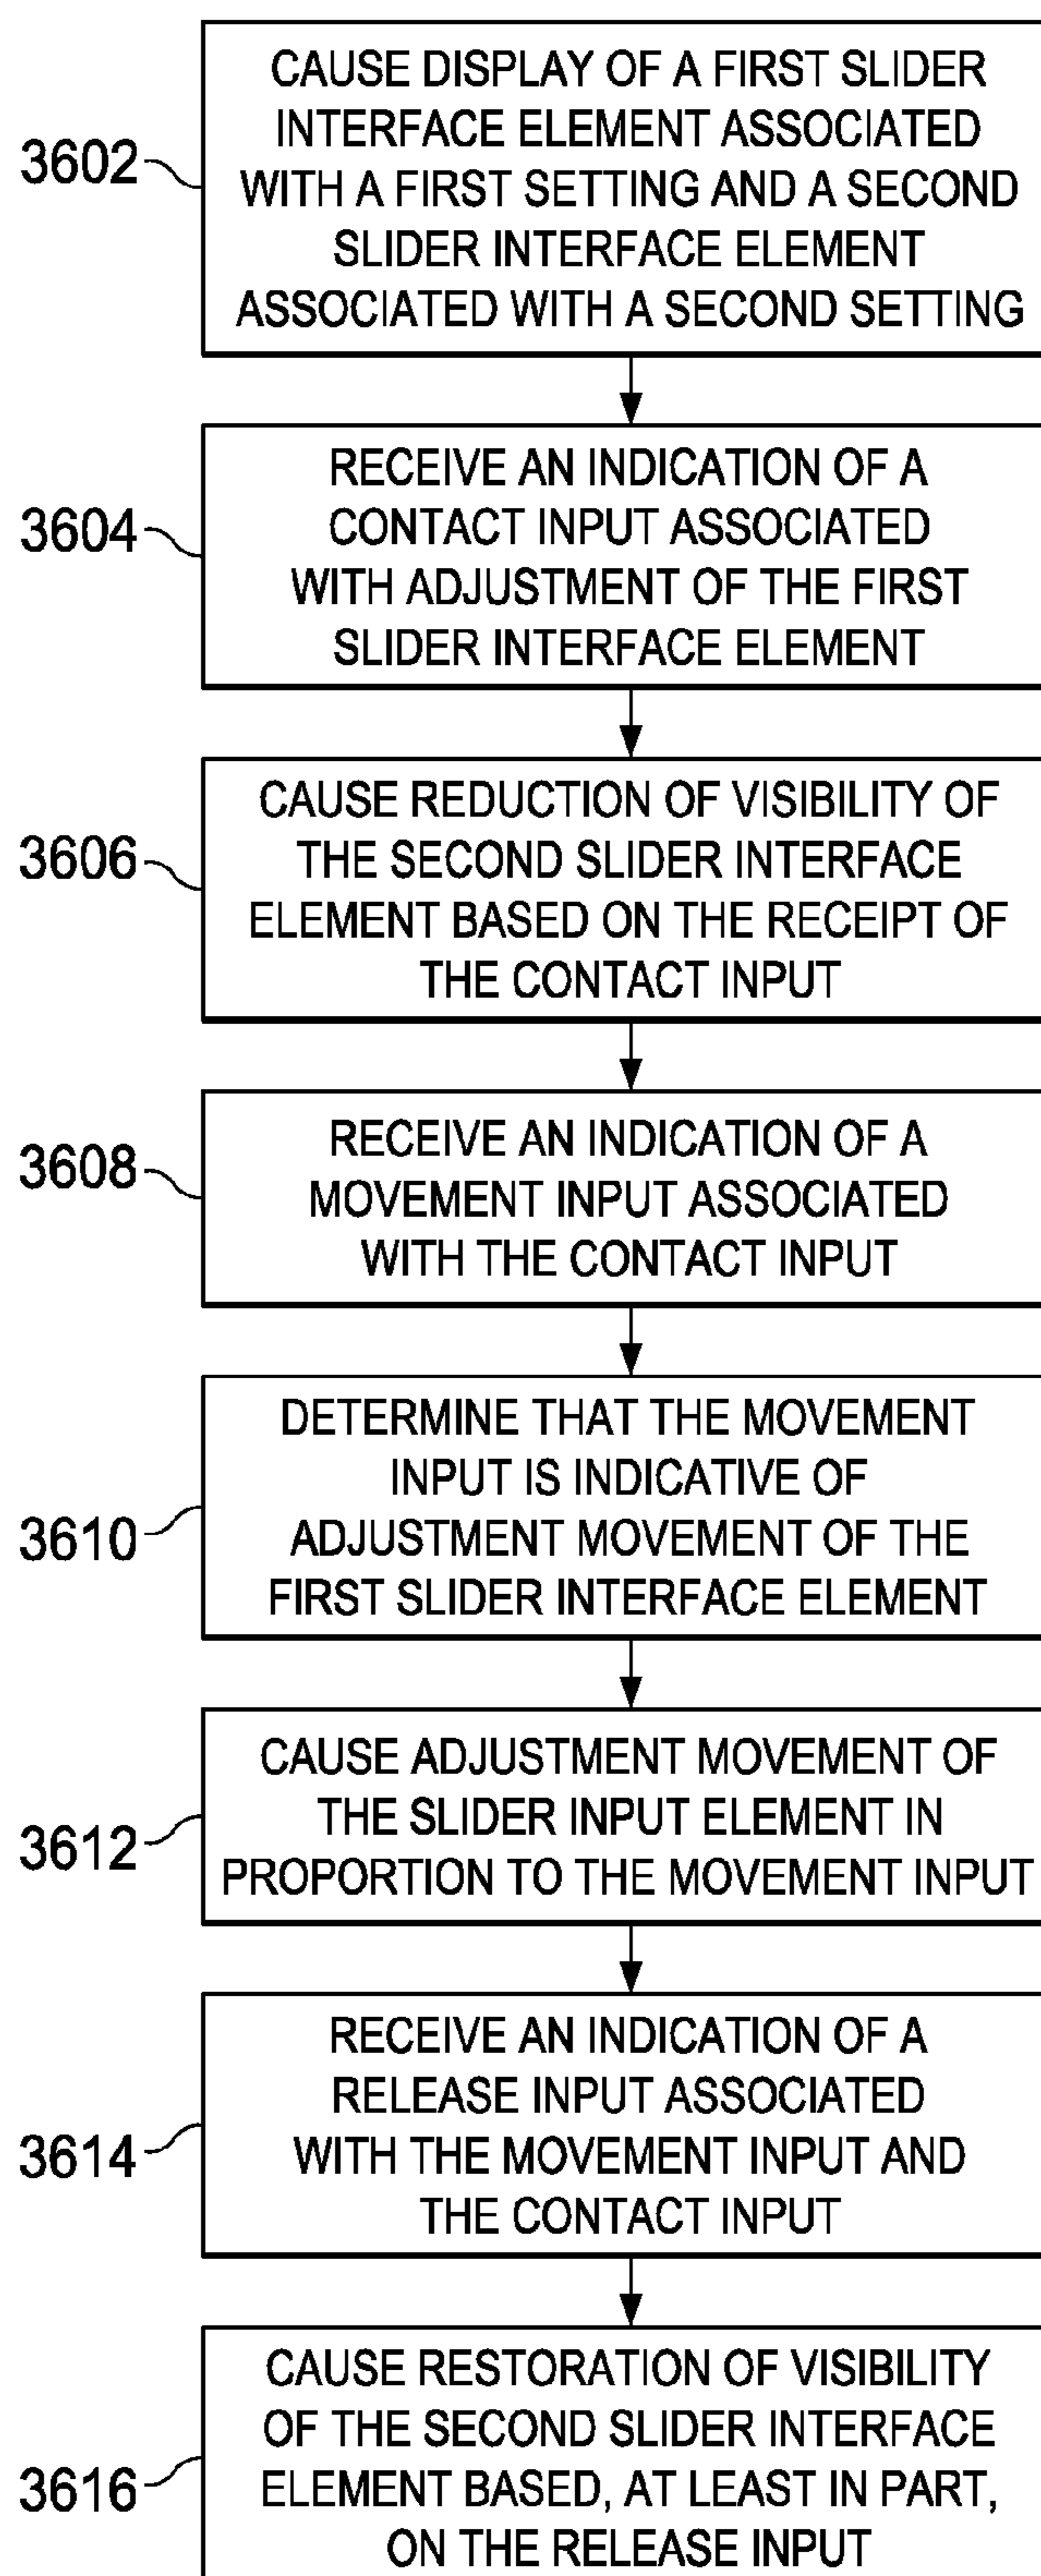 3602
CAUSE DISPLAY OF A FIRST SLIDER
INTERFACE ELEMENT ASSOCIATED
WITH A FIRST SETTING AND A SECOND
SLIDER INTERFACE ELEMENT
ASSOCIATED WITH A SECOND SETTING
3604
RECEIVE AN INDICATION OF A
CONTACT INPUT ASSOCIATED
WITH ADJUSTMENT OF THE FIRST
SLIDER INTERFACE ELEMENT
3606
CAUSE REDUCTION OF VISIBILITY OF
THE SECOND SLIDER INTERFACE
ELEMENT BASED ON THE RECEIPT OF
THE CONTACT INPUT
3608
RECEIVE AN INDICATION OF A
MOVEMENT INPUT ASSOCIATED
WITH THE CONTACT INPUT
3610
DETERMINE THAT THE MOVEMENT
INPUT IS INDICATIVE OF
ADJUSTMENT MOVEMENT OF THE
FIRST SLIDER INTERFACE ELEMENT
3612
CAUSE ADJUSTMENT MOVEMENT OF
THE SLIDER INPUT ELEMENT IN
PROPORTION TO THE MOVEMENT INPUT
3614
RECEIVE AN INDICATION OF A
RELEASE INPUT ASSOCIATED
WITH THE MOVEMENT INPUT AND
THE CONTACT INPUT
3616
CAUSE RESTORATION OF VISIBILITY
OF THE SECOND SLIDER INTERFACE
ELEMENT BASED, AT LEAST IN PART,
ON THE RELEASE INPUT